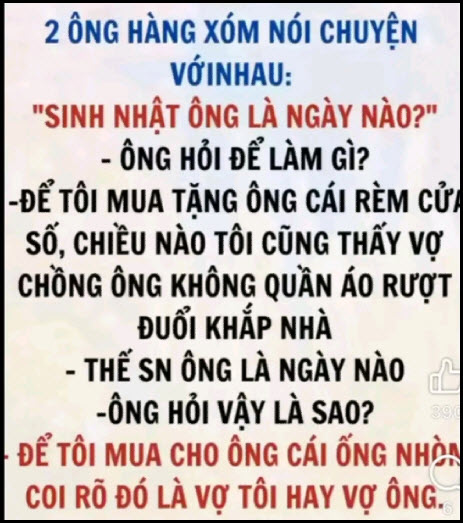 2 ÔNG HÀNG XÓM NÓI CHUYỆN
VỚINHAU:
"SINH NHẬT ÔNG LÀ NGÀY NÀO?"
- ÔNG HỎI ĐỂ LÀM GÌ?
-ĐỂ TÔI MUA TẶNG ÔNG CÁI RÈM CỬA
SỐ, CHIỀU NÀO TÔI CŨNG THẤY VỢ
CHỒNG ÔNG KHÔNG QUẦN ÁO RƯỢT
ĐUỔI KHẮP NHÀ
- THẾ SN ÔNG LÀ NGÀY NÀO
-ÔNG HỎI VẬY LÀ SAO?
- ĐỂ TÔI MUA CHO ÔNG CÁI ỐNG NHÒM
COI RÕ ĐÓ LÀ VỢ TÔI HAY VỢ ÔNG.